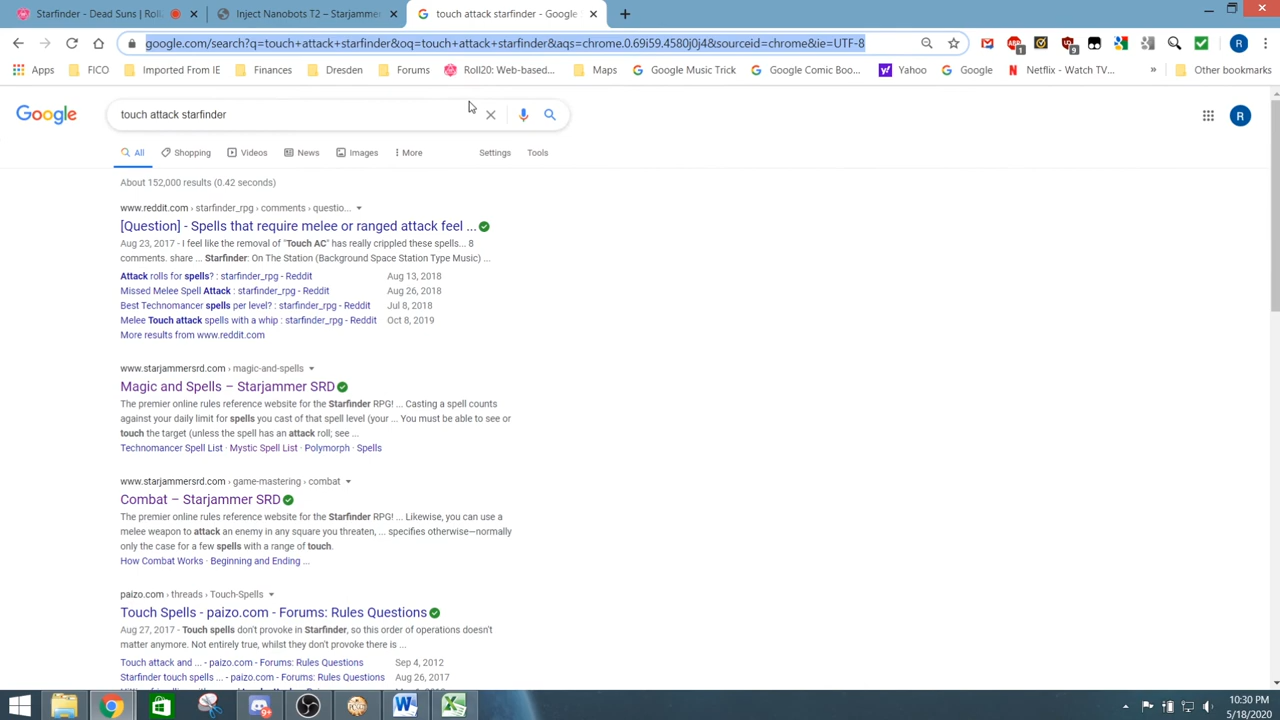 Starfinder - Dead Suns | Roll
Inject Nanobots T2 – Starjammer
touch attack starfinder - Google
google.com/search?q=touch+attack+starfinder&oq=touch+attack+starfinder&aqs=chrome.0.69i59.4580j0j4&sourceid=chrome&ie=UTF-8
1
9
R
Apps
FICO
Imported From IE
Finances
Dresden
Forums
Roll20: Web-based...
Maps
Google Music Trick
Google Comic Boo...
Yahoo
Google
Netflix - Watch TV...
»
Other bookmarks
Google
touch attack starfinder
R
All
Shopping
Videos
News
Images
More
Settings
Tools
About 152,000 results (0.42 seconds)
www.reddit.com › starfinder_rpg › comments › questio...
[Question] - Spells that require melee or ranged attack feel ...
Aug 23, 2017 - I feel like the removal of "Touch AC" has really crippled these spells... 8
comments. share ... Starfinder: On The Station (Background Space Station Type Music) ...
Attack rolls for spells? : starfinder_rpg - Reddit Aug 13, 2018
Missed Melee Spell Attack : starfinder_rpg - Reddit Aug 26, 2018
Best Technomancer spells per level? : starfinder_rpg - Reddit Jul 8, 2018
Melee Touch attack spells with a whip : starfinder_rpg - Reddit Oct 8, 2019
More results from www.reddit.com
www.starjammersrd.com › magic-and-spells
Magic and Spells – Starjammer SRD
The premier online rules reference website for the Starfinder RPG! ... Casting a spell counts
against your daily limit for spells you cast of that spell level (your ... You must be able to see or
touch the target (unless the spell has an attack roll; see ...
Technomancer Spell List · Mystic Spell List · Polymorph · Spells
www.starjammersrd.com › game-mastering › combat
Combat – Starjammer SRD
The premier online rules reference website for the Starfinder RPG! ... Likewise, you can use a
melee weapon to attack an enemy in any square you threaten, ... specifies otherwise—normally
only the case for a few spells with a range of touch.
How Combat Works · Beginning and Ending ...
paizo.com › threads › Touch-Spells
Touch Spells - paizo.com - Forums: Rules Questions
Aug 27, 2017 - Touch spells don't provoke in Starfinder, so this order of operations doesn't
matter anymore. Not entirely true, whilst they don't provoke there is ...
Touch attack and ... - paizo.com - Forums: Rules Questions Sep 4, 2012
Starfinder touch spells ... - paizo.com - Forums: Rules Questions Aug 26, 2017
9+
10:30 PM
5/18/2020